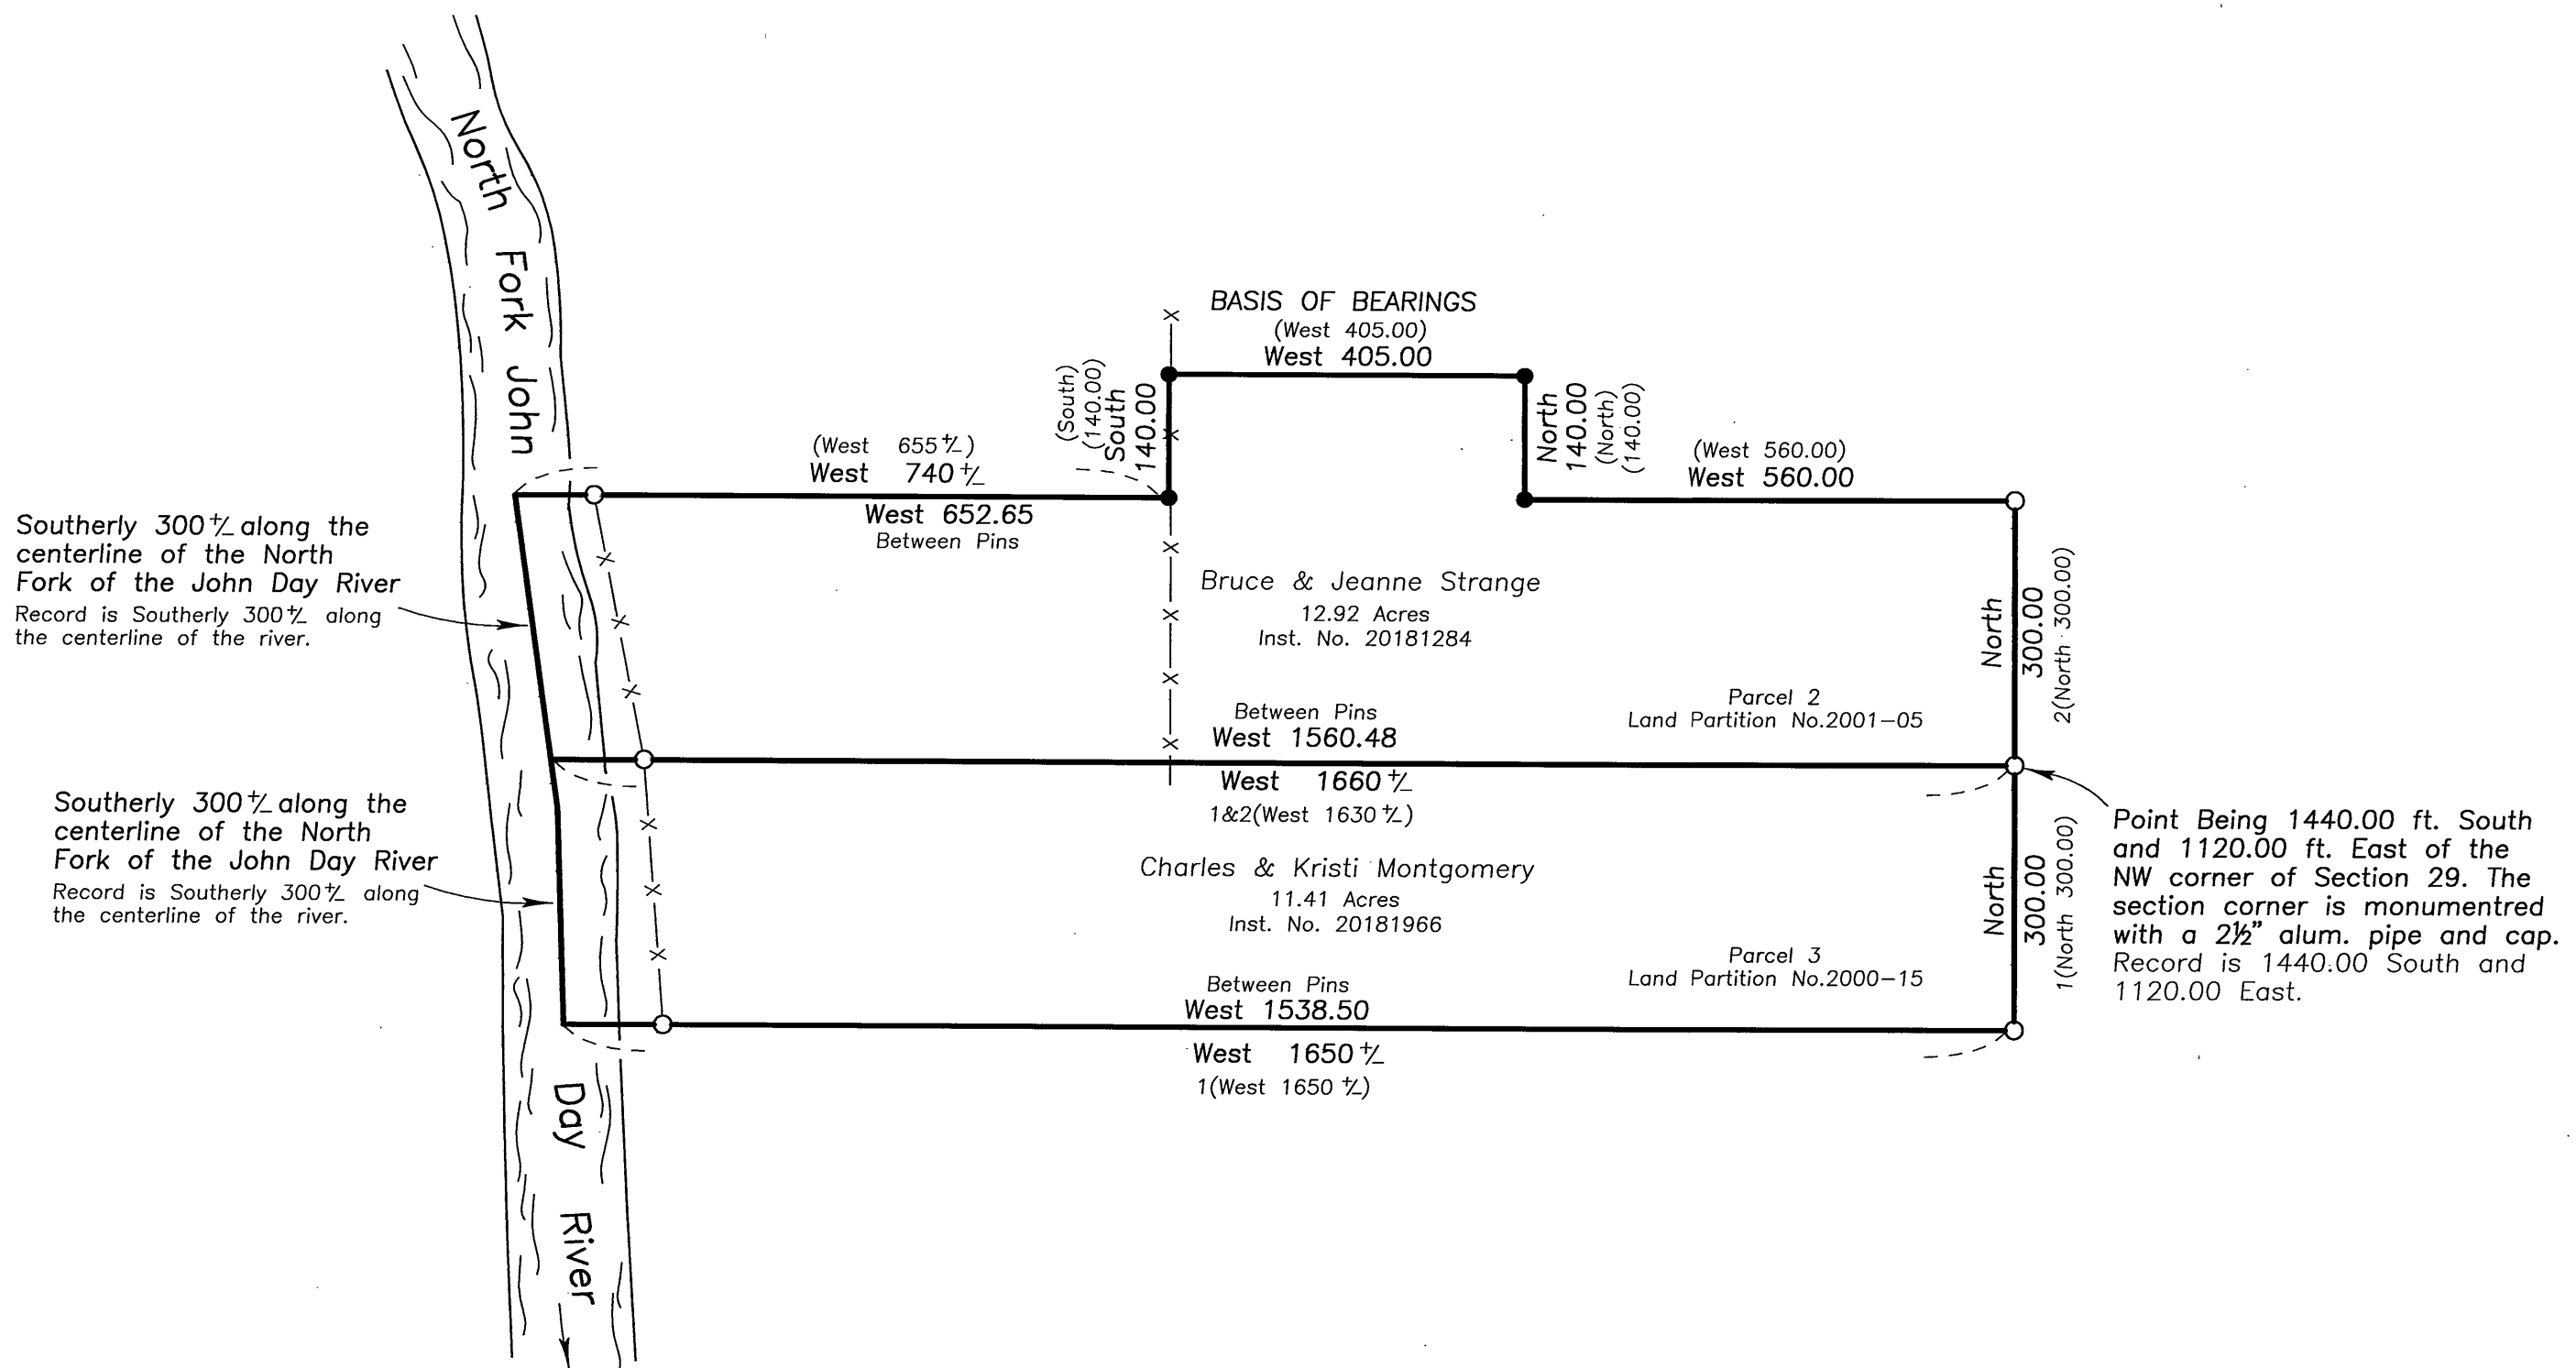 North Fork John Day River
BASIS OF BEARINGS
(West 405.00)
West 405.00
(South)
(140.00)
South
140.00
North
140.00
(North)
(140.00)
(West 655+/-)
West 740+/-
West 652.65
Between Pins
(West 560.00)
West 560.00
Southerly 300+/- along the
centerline of the North
Fork of the John Day River
Record is Southerly 300+/- along
the centerline of the river.
Bruce & Jeanne Strange
12.92 Acres
Inst. No. 20181284
North
300.00
2(North 300.00)
Parcel 2
Land Partition No.2001-05
Between Pins
West 1560.48
West 1660+/-
1&2(West 1630+/-)
Southerly 300+/- along the
centerline of the North
Fork of the John Day River
Record is Southerly 300+/- along
the centerline of the river.
Charles & Kristi Montgomery
11.41 Acres
Inst. No. 20181966
North
300.00
1(North 300.00)
Point Being 1440.00 ft. South
and 1120.00 ft. East of the
NW corner of Section 29. The
section corner is monumentred
with a 2½" alum. pipe and cap.
Record is 1440.00 South and
1120.00 East.
Parcel 3
Land Partition No.2000-15
Between Pins
West 1538.50
West 1650+/-
1(West 1650+/-)